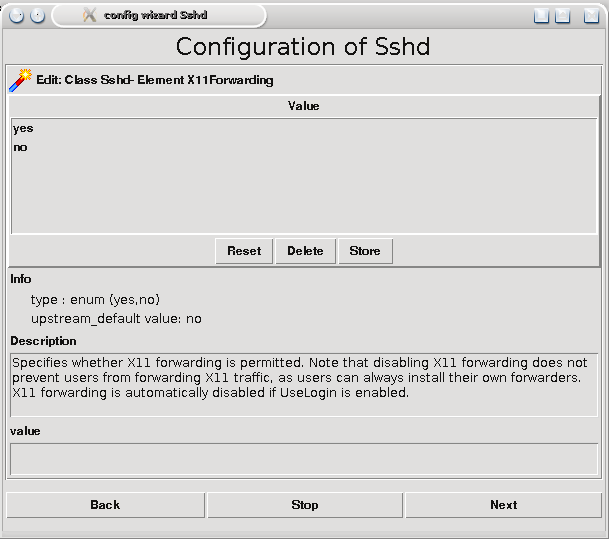 config wizard Sshd
Configuration of Sshd
Edit: Class Sshd- Element X11Forwarding
Value
yes
no
Reset Delete Store
Info
type : enum (yes,no)
upstream_default value: no
Description
Specifies whether X11 forwarding is permitted. Note that disabling X11 forwarding does not
prevent users from forwarding X11 traffic, as users can always install their own forwarders.
X11 forwarding is automatically disabled if UseLogin is enabled.
value
Back Stop Next